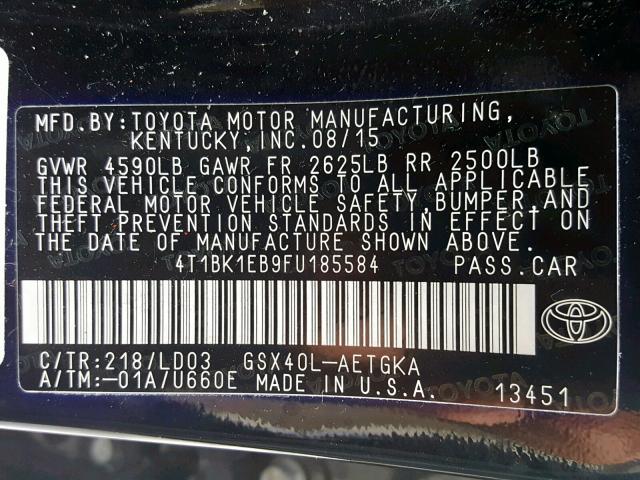 MFD.BY:TOYOTA MOTOR MANUFACTURING,
KENTUCKY,INC.08/15
GVWR 4590LB GAWR FR 2625LB RR 2500LB
THIS VEHICLE CONFORMS TO ALL APPLICABLE
FEDERAL MOTOR VEHICLE SAFETY,BUMPER,AND
THEFT PREVENTION STANDARDS IN EFFECT ON
THE DATE OF MANUFACTURE SHOWN ABOVE.
4T1BK1EB9FU185584 PASS.CAR
C/TR:218/LD03 GSX40L-AETGKA
A/TM:-01A/U660E MADE IN U.S.A. 13451